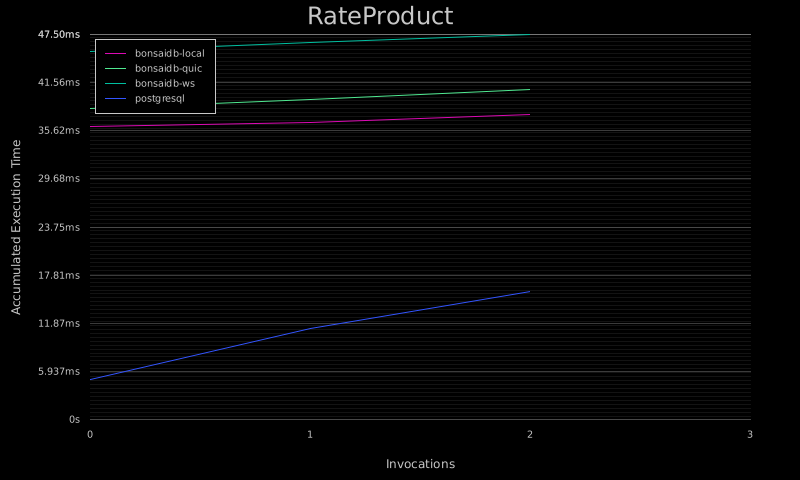 RateProduct
47.50ms
41.56ms
35.62ms
29.68ms
23.75ms
17.81ms
11.87ms
5.937ms
0s
Accumulated Execution Time
bonsaidb-local
bonsaidb-quic
bonsaidb-ws
postgresql
0 1 2 3
Invocations